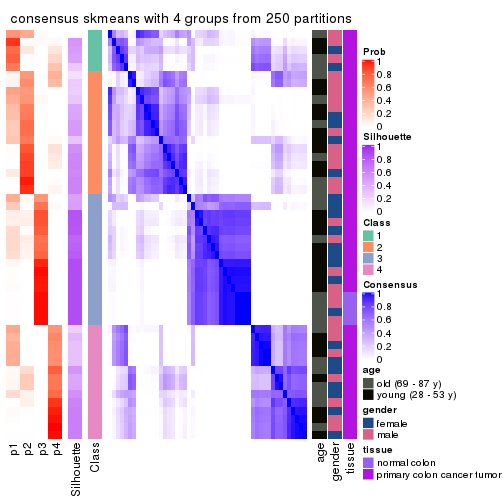 consensus skmeans with 4 groups from 250 partitions
Prob
1
0.8
0.6
0.4
0.2
0
Silhouette
1
0.8
0.6
0.4
0.2
0
Class
1
2
3
4
Consensus
1
0.8
0.6
0.4
0.2
0
age
old (69 - 87 y)
young (28 - 53 y)
gender
female
male
tissue
normal colon
primary colon cancer tumor
p1
p2
p3
p4
Silhouette
Class
age
gender
tissue